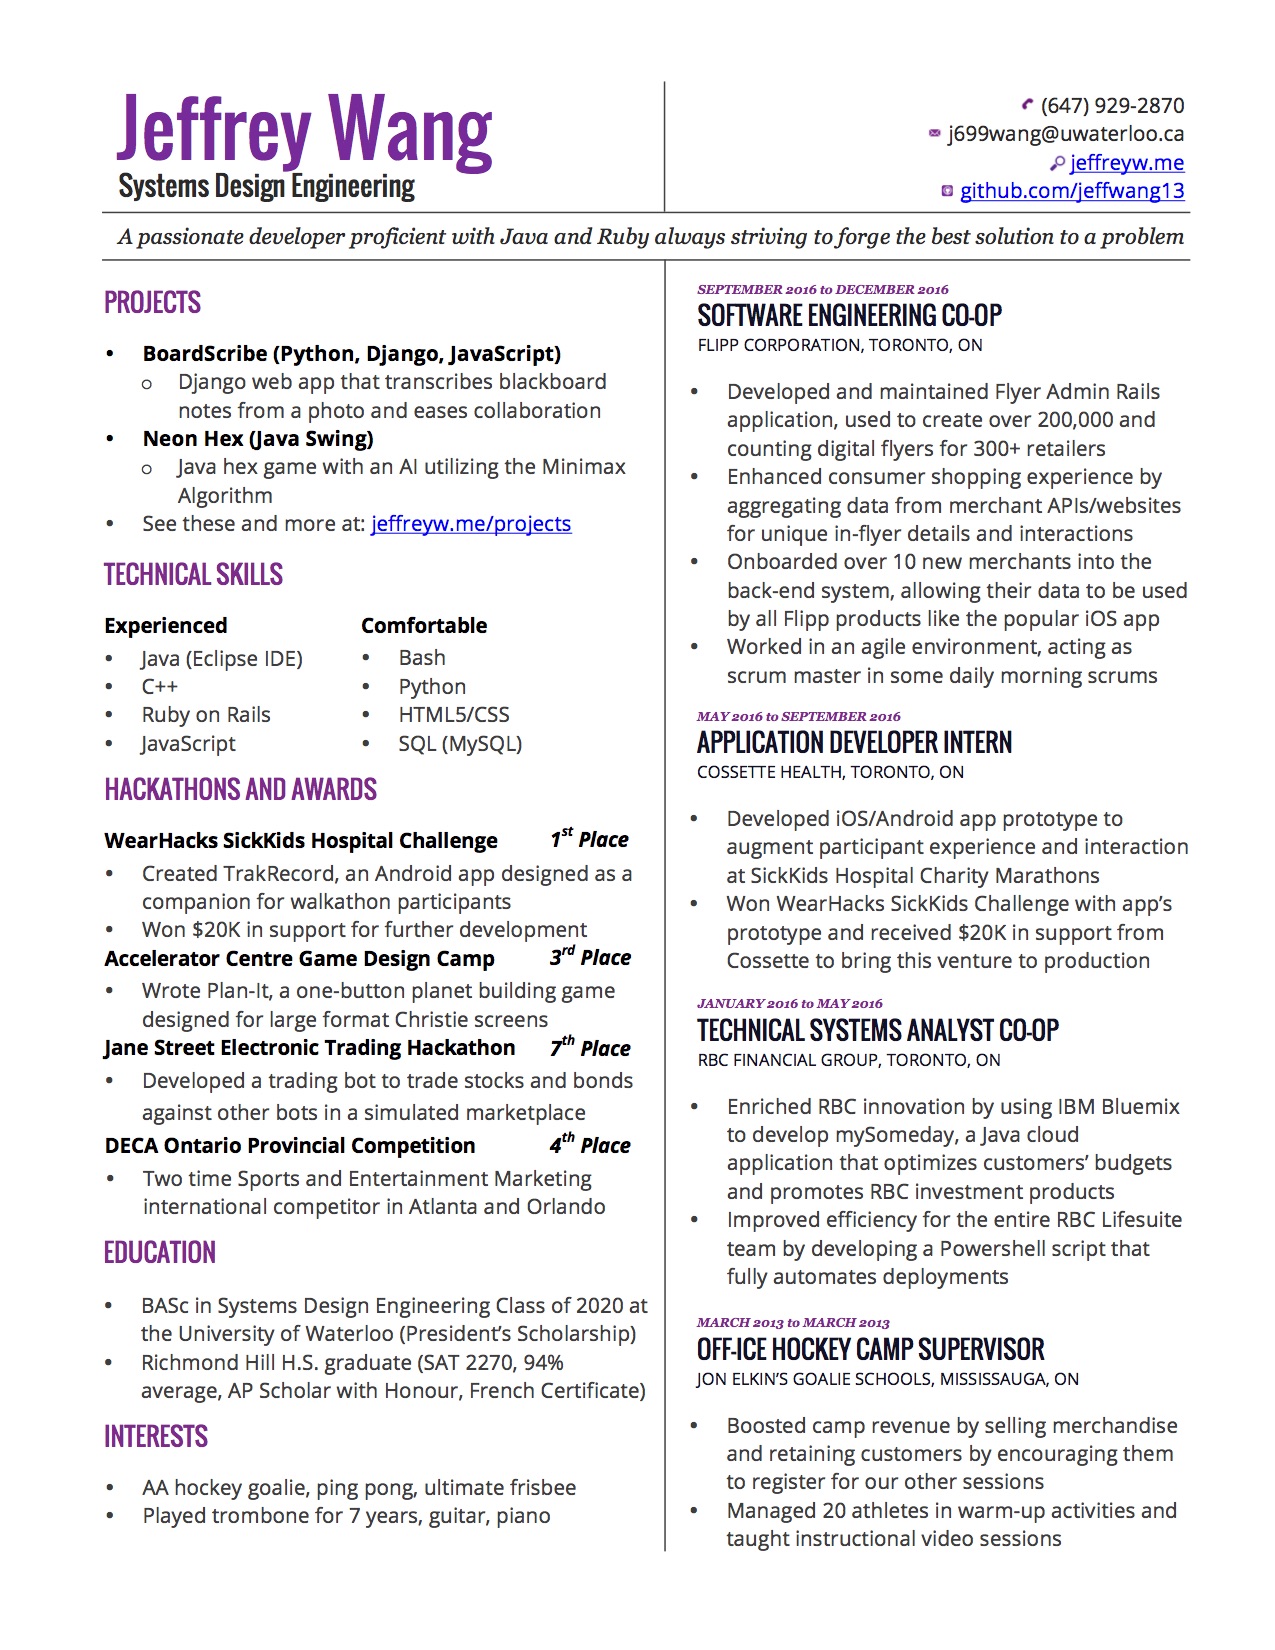 Jeffrey Wang
Systems Design Engineering
(647) 929-2870
j699wang@uwaterloo.ca
jeffreyw.me
github.com/jeffwang13
A passionate developer proficient with Java and Ruby always striving to forge the best solution to a problem
PROJECTS
• BoardScribe (Python, Django, JavaScript)
o Django web app that transcribes blackboard
notes from a photo and eases collaboration
• Neon Hex (Java Swing)
o Java hex game with an AI utilizing the Minimax
Algorithm
• See these and more at: jeffreyw.me/projects
TECHNICAL SKILLS
Experienced
• Java (Eclipse IDE)
• C++
• Ruby on Rails
• JavaScript
Comfortable
• Bash
• Python
• HTML5/CSS
• SQL (MySQL)
HACKATHONS AND AWARDS
WearHacks SickKids Hospital Challenge 1st Place
• Created TrakRecord, an Android app designed as a
companion for walkathon participants
• Won $20K in support for further development
Accelerator Centre Game Design Camp 3rd Place
• Wrote Plan-It, a one-button planet building game
designed for large format Christie screens
Jane Street Electronic Trading Hackathon 7th Place
• Developed a trading bot to trade stocks and bonds
against other bots in a simulated marketplace
DECA Ontario Provincial Competition 4th Place
• Two time Sports and Entertainment Marketing
international competitor in Atlanta and Orlando
EDUCATION
• BASc in Systems Design Engineering Class of 2020 at
the University of Waterloo (President's Scholarship)
• Richmond Hill H.S. graduate (SAT 2270, 94%
average, AP Scholar with Honour, French Certificate)
INTERESTS
• AA hockey goalie, ping pong, ultimate frisbee
• Played trombone for 7 years, guitar, piano
SEPTEMBER 2016 to DECEMBER 2016
SOFTWARE ENGINEERING CO-OP
FLIPP CORPORATION, TORONTO, ON
• Developed and maintained Flyer Admin Rails
application, used to create over 200,000 and
counting digital flyers for 300+ retailers
• Enhanced consumer shopping experience by
aggregating data from merchant APIs/websites
for unique in-flyer details and interactions
• Onboarded over 10 new merchants into the
back-end system, allowing their data to be used
by all Flipp products like the popular iOS app
• Worked in an agile environment, acting as
scrum master in some daily morning scrums
MAY 2016 to SEPTEMBER 2016
APPLICATION DEVELOPER INTERN
COSSETTE HEALTH, TORONTO, ON
• Developed iOS/Android app prototype to
augment participant experience and interaction
at SickKids Hospital Charity Marathons
• Won WearHacks SickKids Challenge with app's
prototype and received $20K in support from
Cossette to bring this venture to production
JANUARY 2016 to MAY 2016
TECHNICAL SYSTEMS ANALYST CO-OP
RBC FINANCIAL GROUP, TORONTO, ON
• Enriched RBC innovation by using IBM Bluemix
to develop mySomeday, a Java cloud
application that optimizes customers' budgets
and promotes RBC investment products
• Improved efficiency for the entire RBC Lifesuite
team by developing a Powershell script that
fully automates deployments
MARCH 2013 to MARCH 2013
OFF-ICE HOCKEY CAMP SUPERVISOR
JON ELKIN'S GOALIE SCHOOLS, MISSISSAUGA, ON
• Boosted camp revenue by selling merchandise
and retaining customers by encouraging them
to register for our other sessions
• Managed 20 athletes in warm-up activities and
taught instructional video sessions